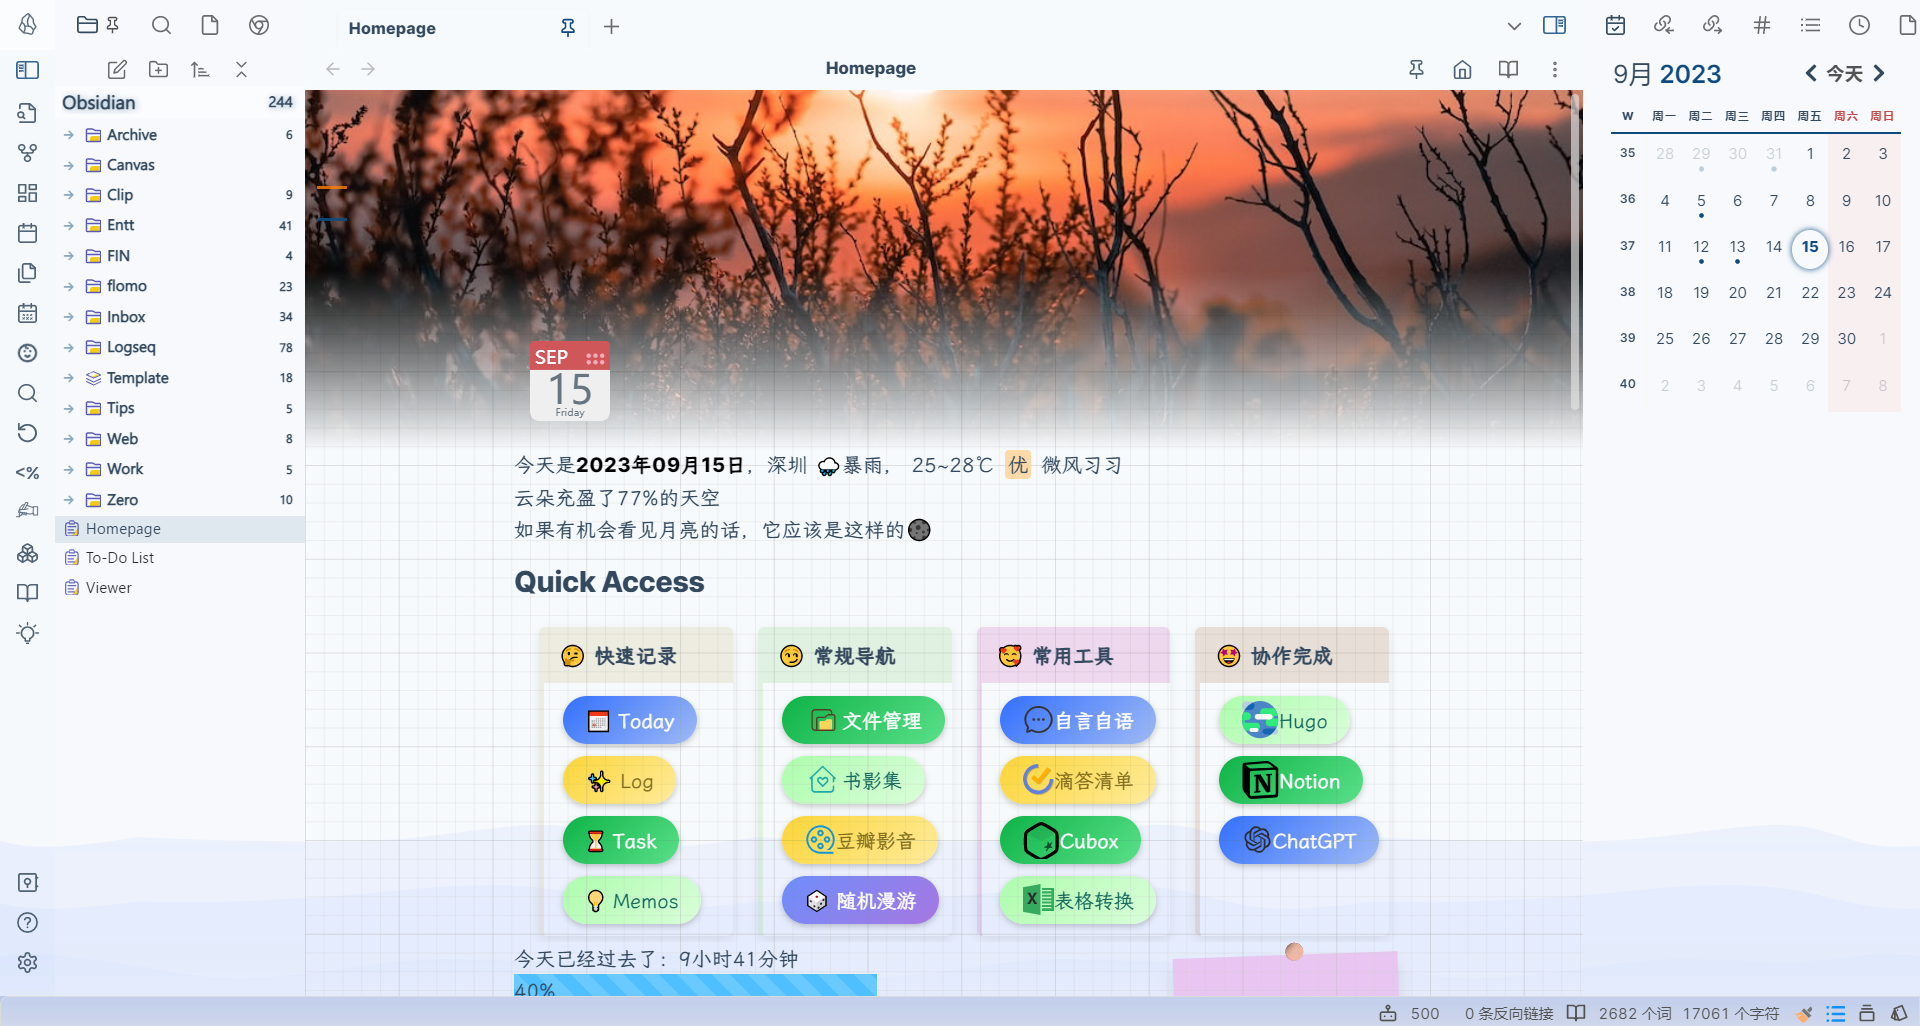 Homepage
Homepage
Obsidian 244
Archive 6
Canvas
Clip 9
Entt 41
FIN 4
flomo 23
Inbox 34
Logseq 78
Template 18
Tips 5
Web 8
Work 5
Zero 10
Homepage
To-Do List
Viewer
<%
SEP
15
Friday
今天是2023年09月15日，深圳 暴雨， 25~28℃ 优 微风习习
云朵充盈了77%的天空
如果有机会看见月亮的话，它应该是这样的
Quick Access
快速记录
Today
Log
Task
Memos
常规导航
文件管理
书影集
豆瓣影音
随机漫游
常用工具
自言自语
滴答清单
Cubox
表格转换
协作完成
Hugo
Notion
ChatGPT
今天已经过去了：9小时41分钟
40%
9月 2023
今天
W 周一 周二 周三 周四 周五 周六 周日
35 28 29 30 31 1 2 3
36 4 5 6 7 8 9 10
37 11 12 13 14 15 16 17
38 18 19 20 21 22 23 24
39 25 26 27 28 29 30 1
40 2 3 4 5 6 7 8
500 0 条反向链接 2682 个词 17061 个字符